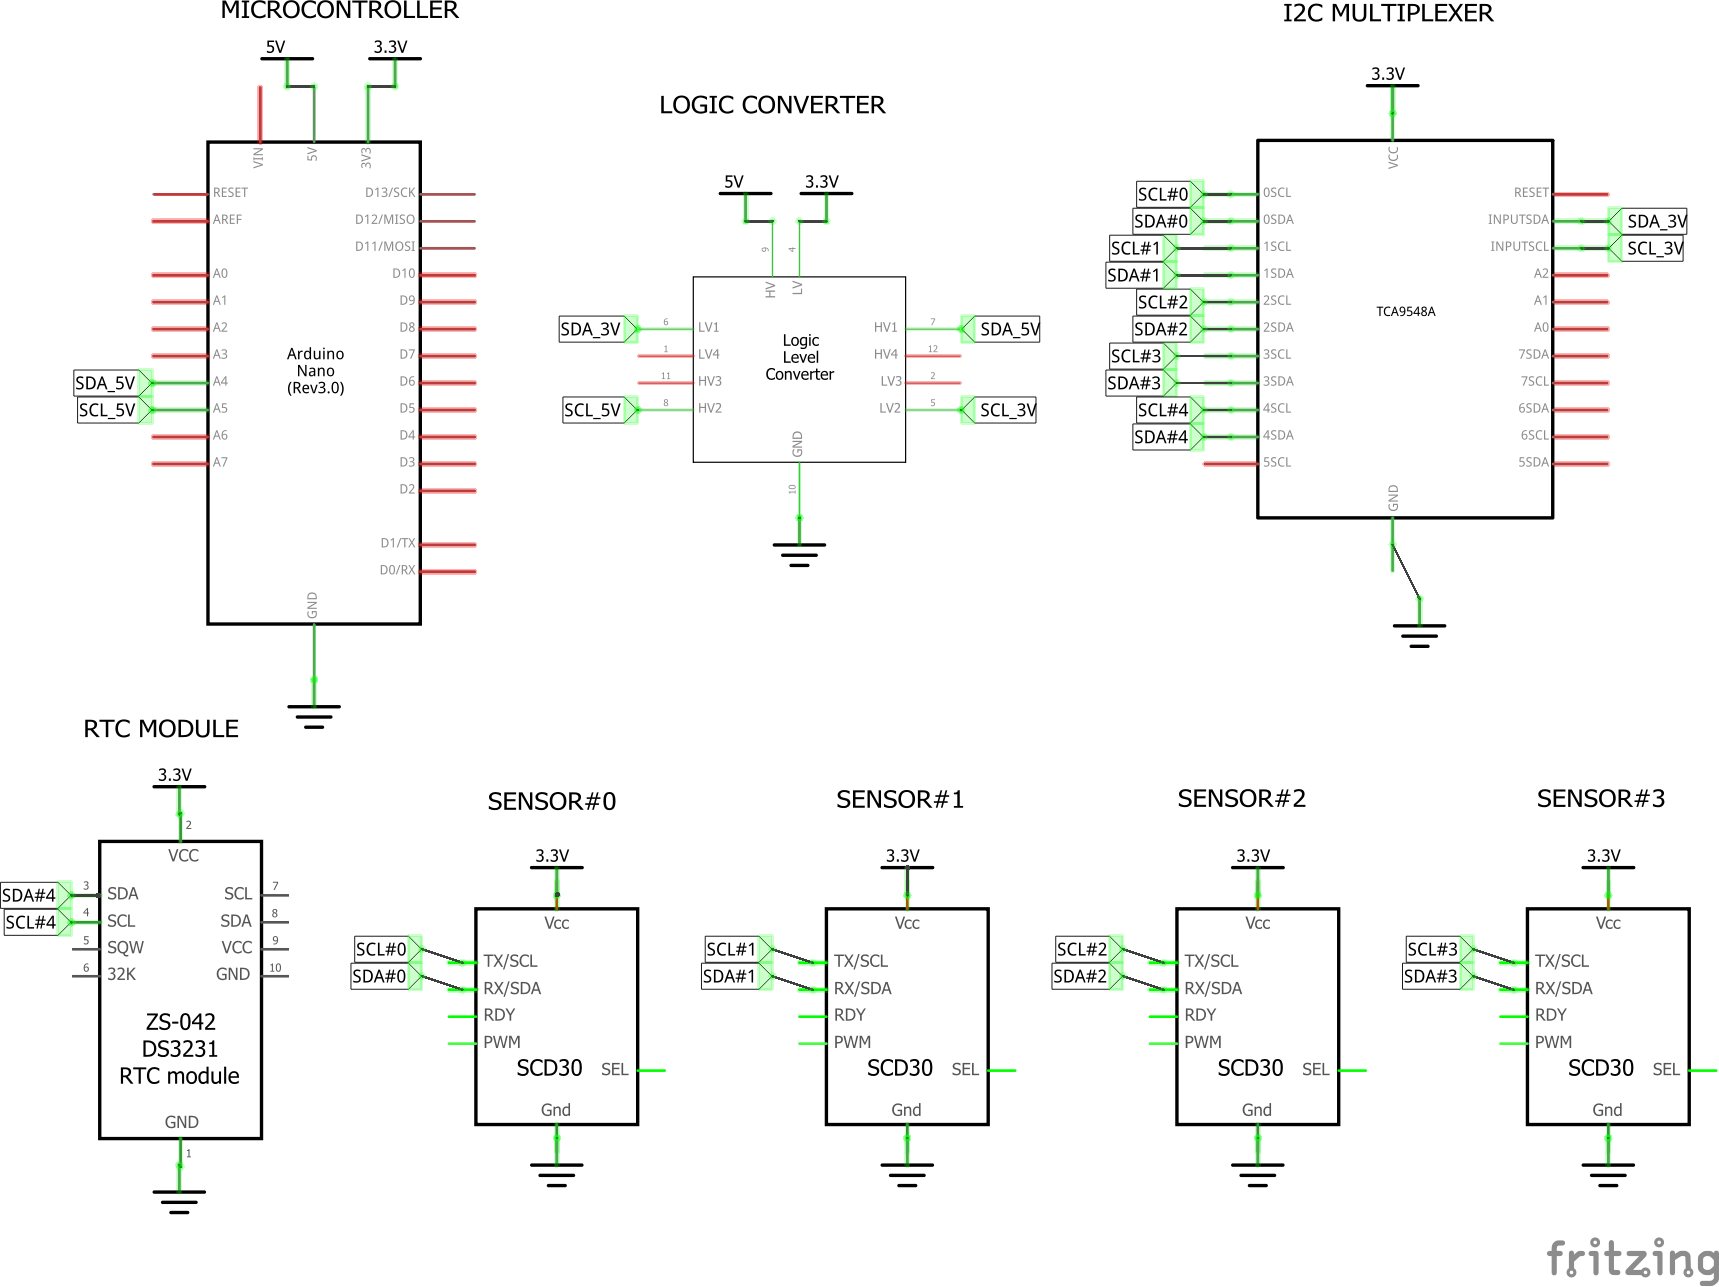 MICROCONTROLLER
5V
3.3V
VIN
5V
3V3
RESET
AREF
A0
A1
A2
A3
SDA_5V
A4
SCL_5V
A5
A6
A7
Arduino
Nano
(Rev3.0)
D13/SCK
D12/MISO
D11/MOSI
D10
D9
D8
D7
D6
D5
D4
D3
D2
D1/TX
D0/RX
GND
LOGIC CONVERTER
5V
3.3V
9
4
HV
LV
SDA_3V
6
LV1
1
LV4
11
HV3
SCL_5V
8
HV2
Logic
Level
Converter
HV1
7
SDA_5V
HV4
12
LV3
2
LV2
5
SCL_3V
GND
10
I2C MULTIPLEXER
3.3V
VCC
SCL#0
0SCL
SDA#0
0SDA
SCL#1
1SCL
SDA#1
1SDA
SCL#2
2SCL
SDA#2
2SDA
SCL#3
3SCL
SDA#3
3SDA
SCL#4
4SCL
SDA#4
4SDA
5SCL
TCA9548A
RESET
INPUTSDA
SDA_3V
INPUTSCL
SCL_3V
A2
A1
A0
7SDA
7SCL
6SDA
6SCL
5SDA
GND
RTC MODULE
3.3V
2
VCC
SDA#4
3
SDA
SCL#4
4
SCL
5
SQW
6
32K
SCL
7
SDA
8
VCC
9
GND
10
ZS-042
DS3231
RTC module
GND
1
SENSOR#0
3.3V
Vcc
SCL#0
TX/SCL
SDA#0
RX/SDA
RDY
PWM
SCD30
SEL
Gnd
SENSOR#1
3.3V
Vcc
SCL#1
TX/SCL
SDA#1
RX/SDA
RDY
PWM
SCD30
SEL
Gnd
SENSOR#2
3.3V
Vcc
SCL#2
TX/SCL
SDA#2
RX/SDA
RDY
PWM
SCD30
SEL
Gnd
SENSOR#3
3.3V
Vcc
SCL#3
TX/SCL
SDA#3
RX/SDA
RDY
PWM
SCD30
SEL
Gnd
fritzing